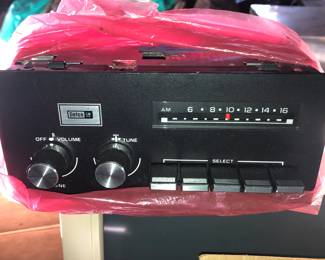 Delco
AM 6 • 8 • 10 • 12 • 14 • 16
OFF VOLUME TUNE
SELECT